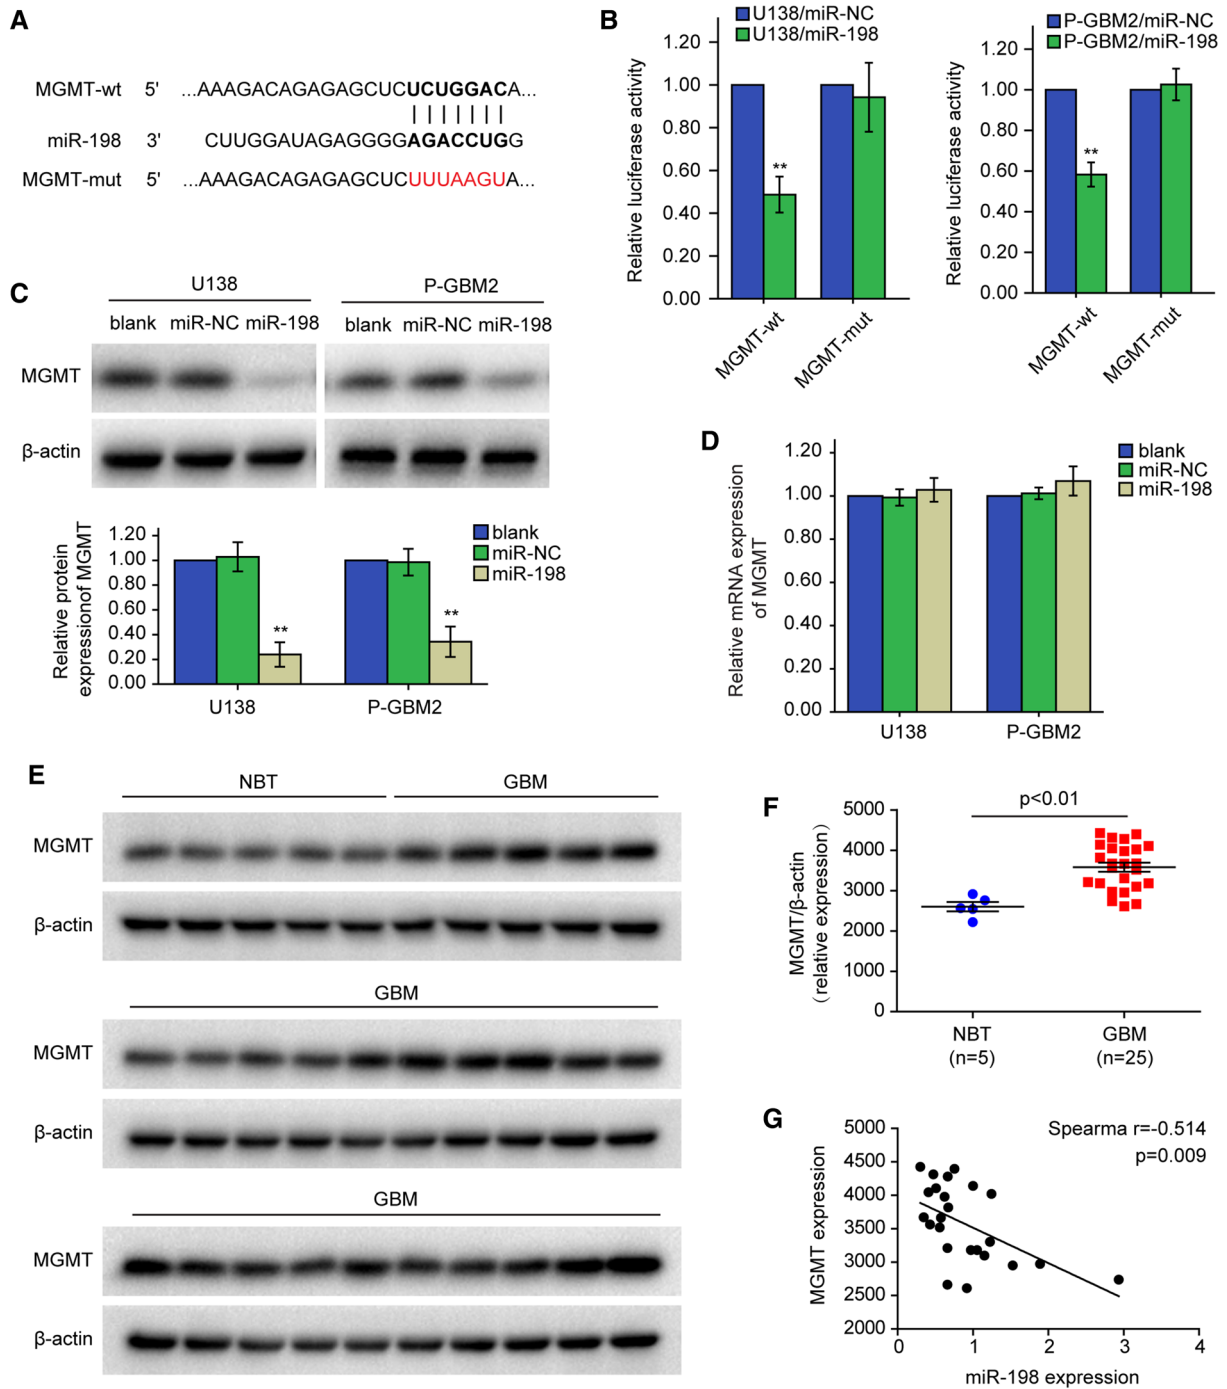 A
MGMT-wt 5' ...AAAGACAGAGAGCUCUCUGGACA...
miR-198 3' CUUGGAUAGAGGGGAGACCUGG
MGMT-mut 5' ...AAAGACAGAGAGCUCUUUAAGUA...
B
U138/miR-NC
U138/miR-198
Relative luciferase activity
1.20
1.00
0.80
0.60
0.40
0.20
0.00
**
MGMT-wt
MGMT-mut
P-GBM2/miR-NC
P-GBM2/miR-198
Relative luciferase activity
1.20
1.00
0.80
0.60
0.40
0.20
0.00
**
MGMT-wt
MGMT-mut
C
U138 P-GBM2
blank miR-NC miR-198 blank miR-NC miR-198
MGMT
β-actin
Relative protein
expressionof MGMT
1.20
1.00
0.80
0.60
0.40
0.20
0.00
** **
U138 P-GBM2
blank
miR-NC
miR-198
D
Relative mRNA expression
of MGMT
1.20
1.00
0.80
0.60
0.40
0.20
0.00
U138 P-GBM2
blank
miR-NC
miR-198
E
NBT GBM
MGMT
β-actin
GBM
MGMT
β-actin
GBM
MGMT
β-actin
F
MGMT/β-actin
(relative expression)
5000
4000
3000
2000
1000
0
p<0.01
NBT GBM
(n=5) (n=25)
G
Spearma r=-0.514
p=0.009
MGMT expression
5000
4500
4000
3500
3000
2500
2000
0 1 2 3 4
miR-198 expression